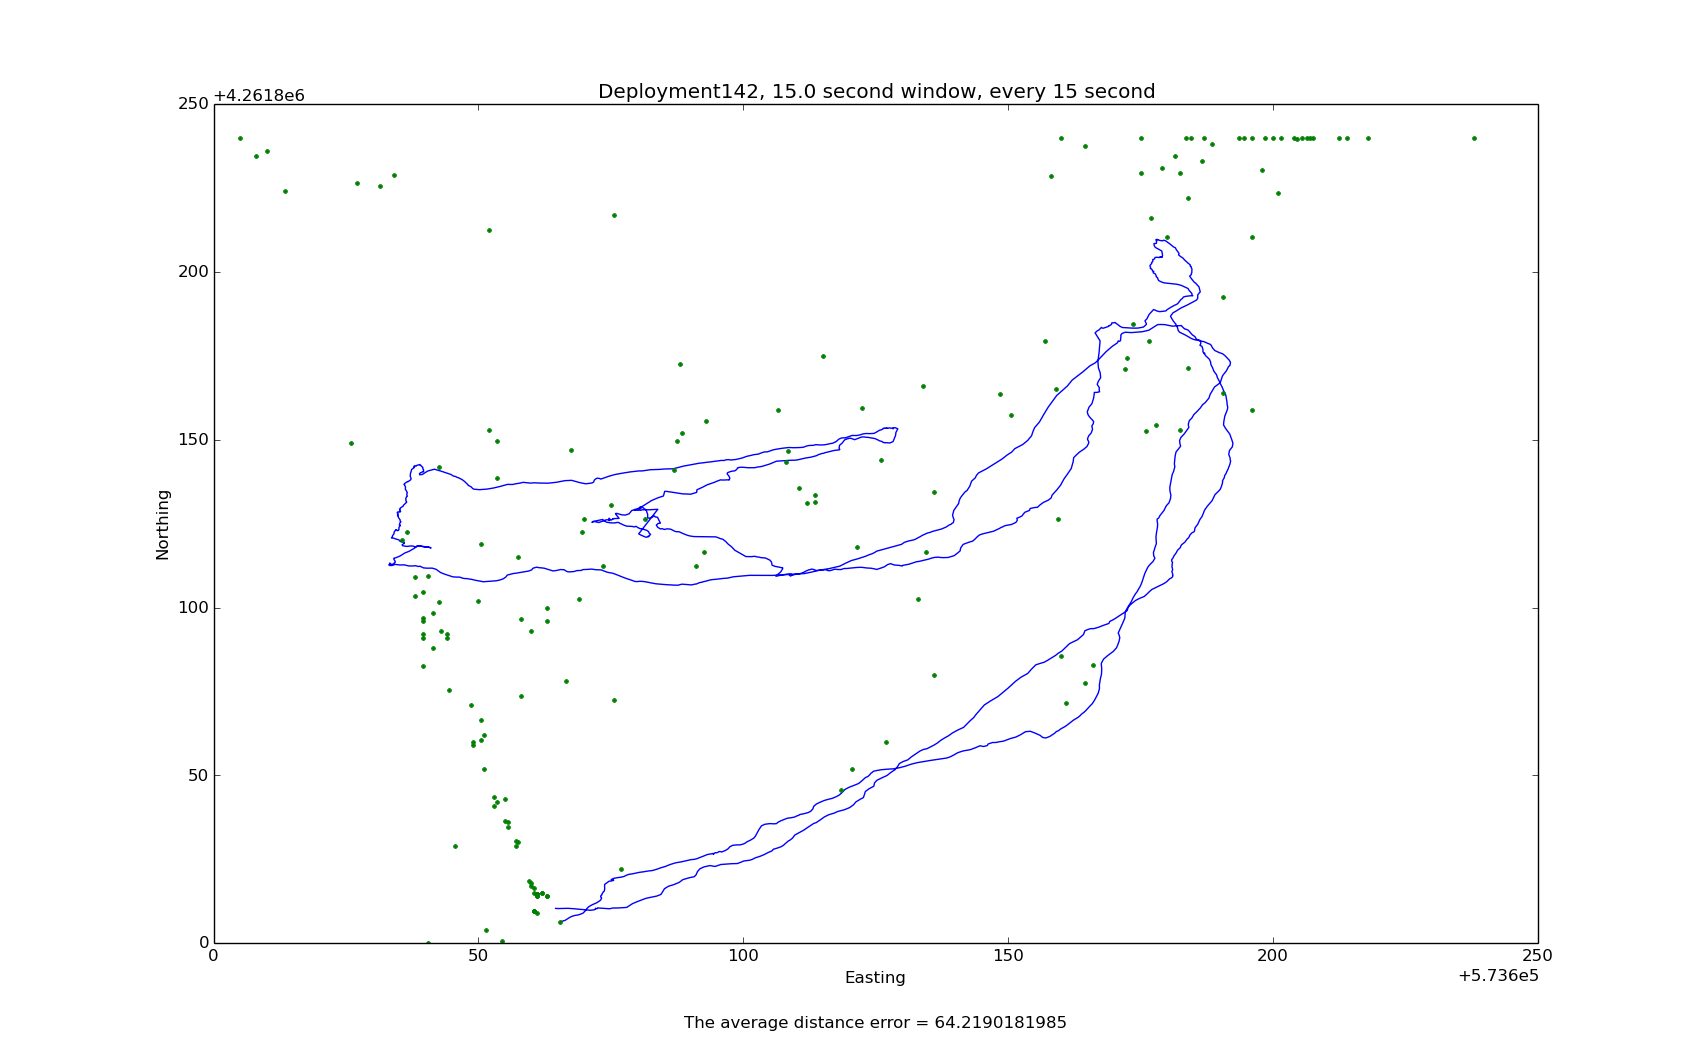 Deployment142, 15.0 second window, every 15 second
+4.2618e6
250
200
150
100
50
0
Northing
0 50 100 150 200 250
Easting
+5.736e5
The average distance error = 64.2190181985